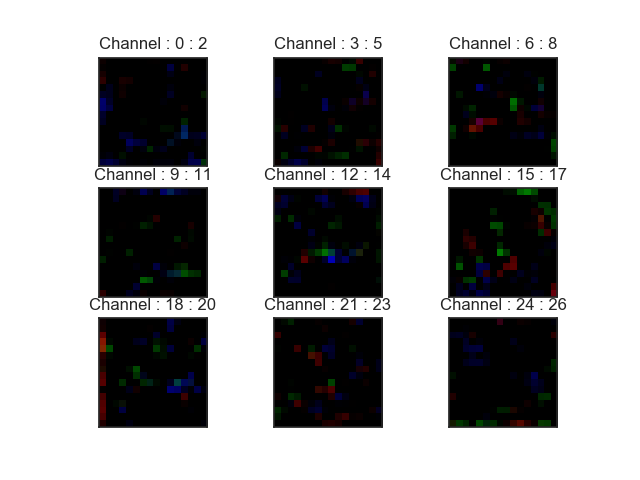 Channel : 0 : 2
Channel : 3 : 5
Channel : 6 : 8
Channel : 9 : 11
Channel : 12 : 14
Channel : 15 : 17
Channel : 18 : 20
Channel : 21 : 23
Channel : 24 : 26